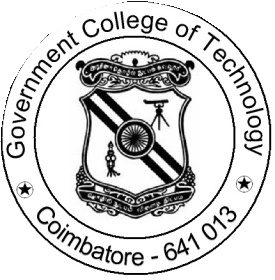 Government College of Technology
Coimbatore - 641 013